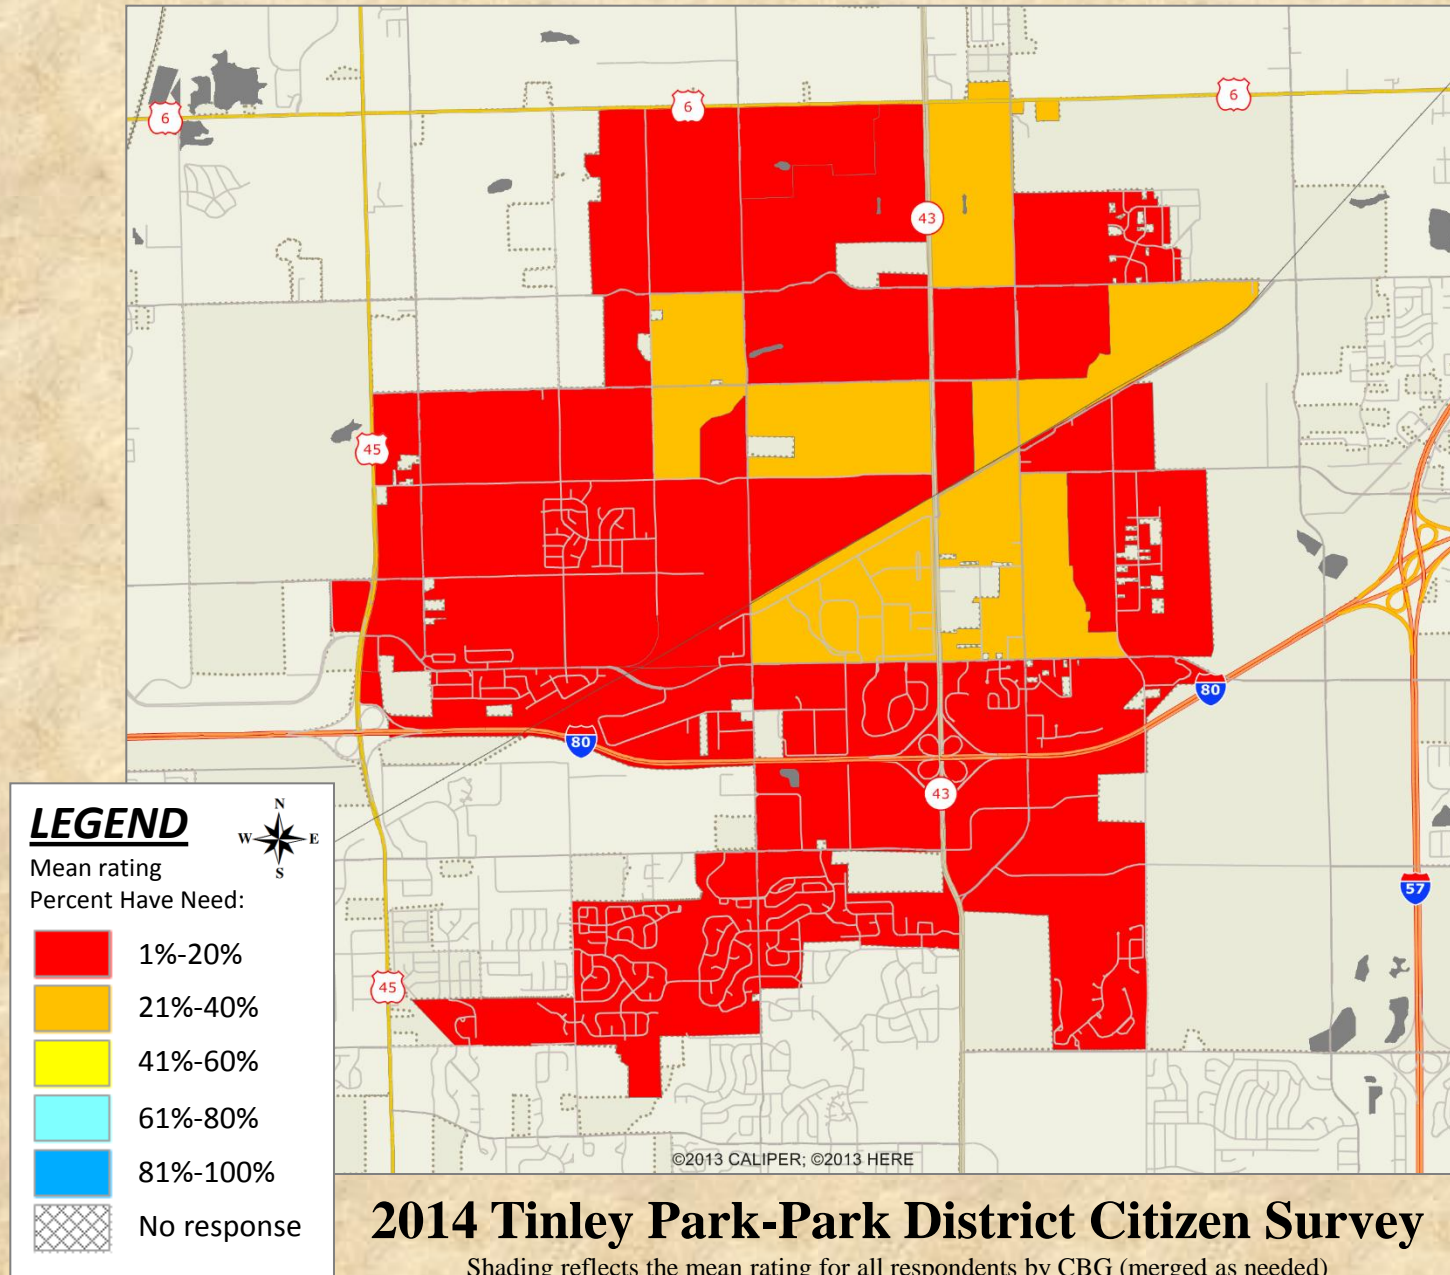 6
6
6
43
45
80
80
43
57
45
LEGEND
N
W E
S
Mean rating
Percent Have Need:
1%-20%
21%-40%
41%-60%
61%-80%
81%-100%
No response
©2013 CALIPER; ©2013 HERE
2014 Tinley Park-Park District Citizen Survey
Shading reflects the mean rating for all respondents by CBG (merged as needed)